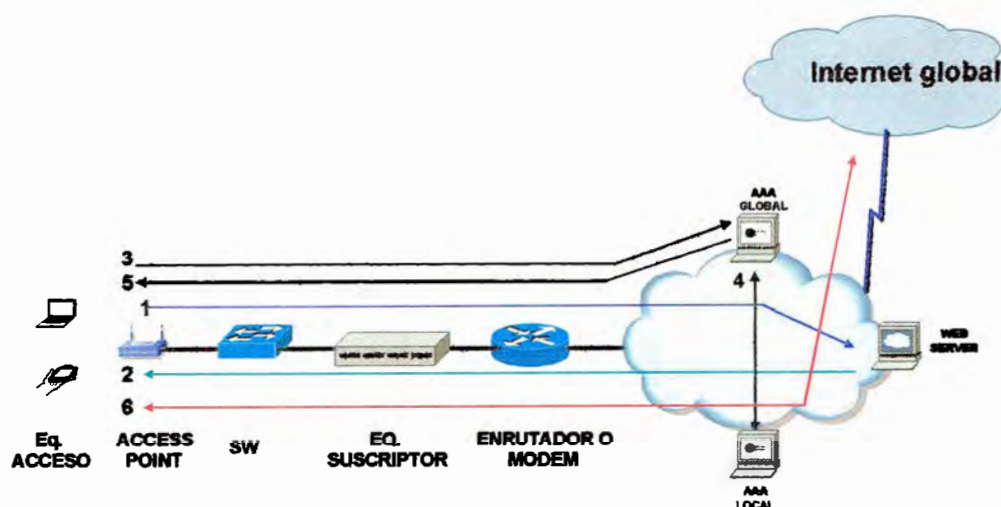 Internet global
AAA
GLOBAL
3
5
4
1
WEB
SERVER
2
6
Eq.
ACCESO
ACCESS
POINT
SW
EQ.
SUSCRIPTOR
ENRUTADOR O
MODEM
AAA
LOCAL